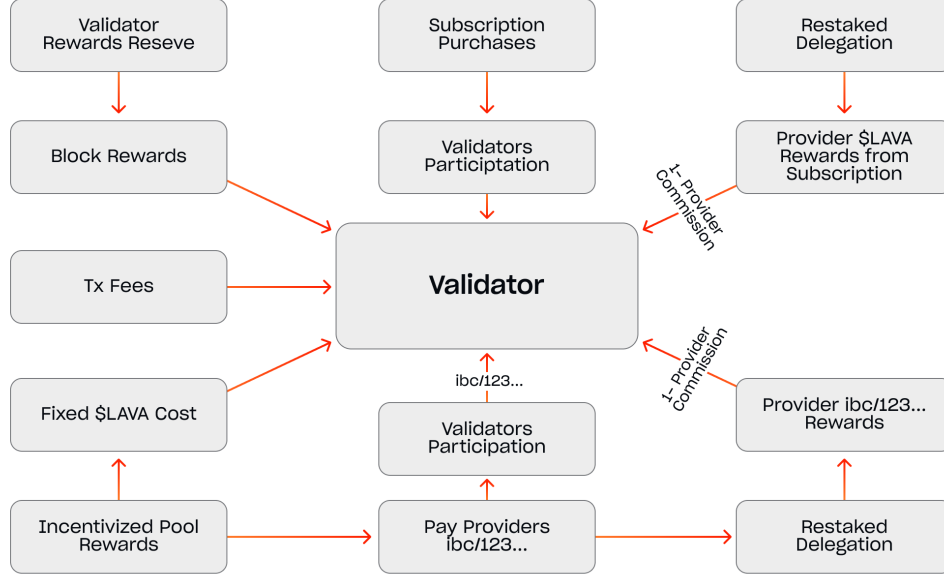 Validator
Rewards Reseve
Subscription
Purchases
Restaked
Delegation
Block Rewards
Validators
Participtation
Provider $LAVA
Rewards from
Subscription
1- Provider
Commission
Tx Fees
Validator
1- Provider
Commission
ibc/123...
Fixed $LAVA Cost
Validators
Participation
Provider ibc/123...
Rewards
Incentivized Pool
Rewards
Pay Providers
ibc/123...
Restaked
Delegation